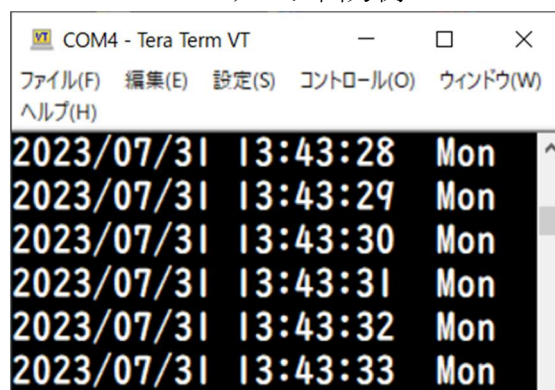 COM4 - Tera Term VT
ファイル(F) 編集(E) 設定(S) コントロール(O) ウィンドウ(W)
ヘルプ(H)
2023/07/31 13:43:28 Mon
2023/07/31 13:43:29 Mon
2023/07/31 13:43:30 Mon
2023/07/31 13:43:31 Mon
2023/07/31 13:43:32 Mon
2023/07/31 13:43:33 Mon